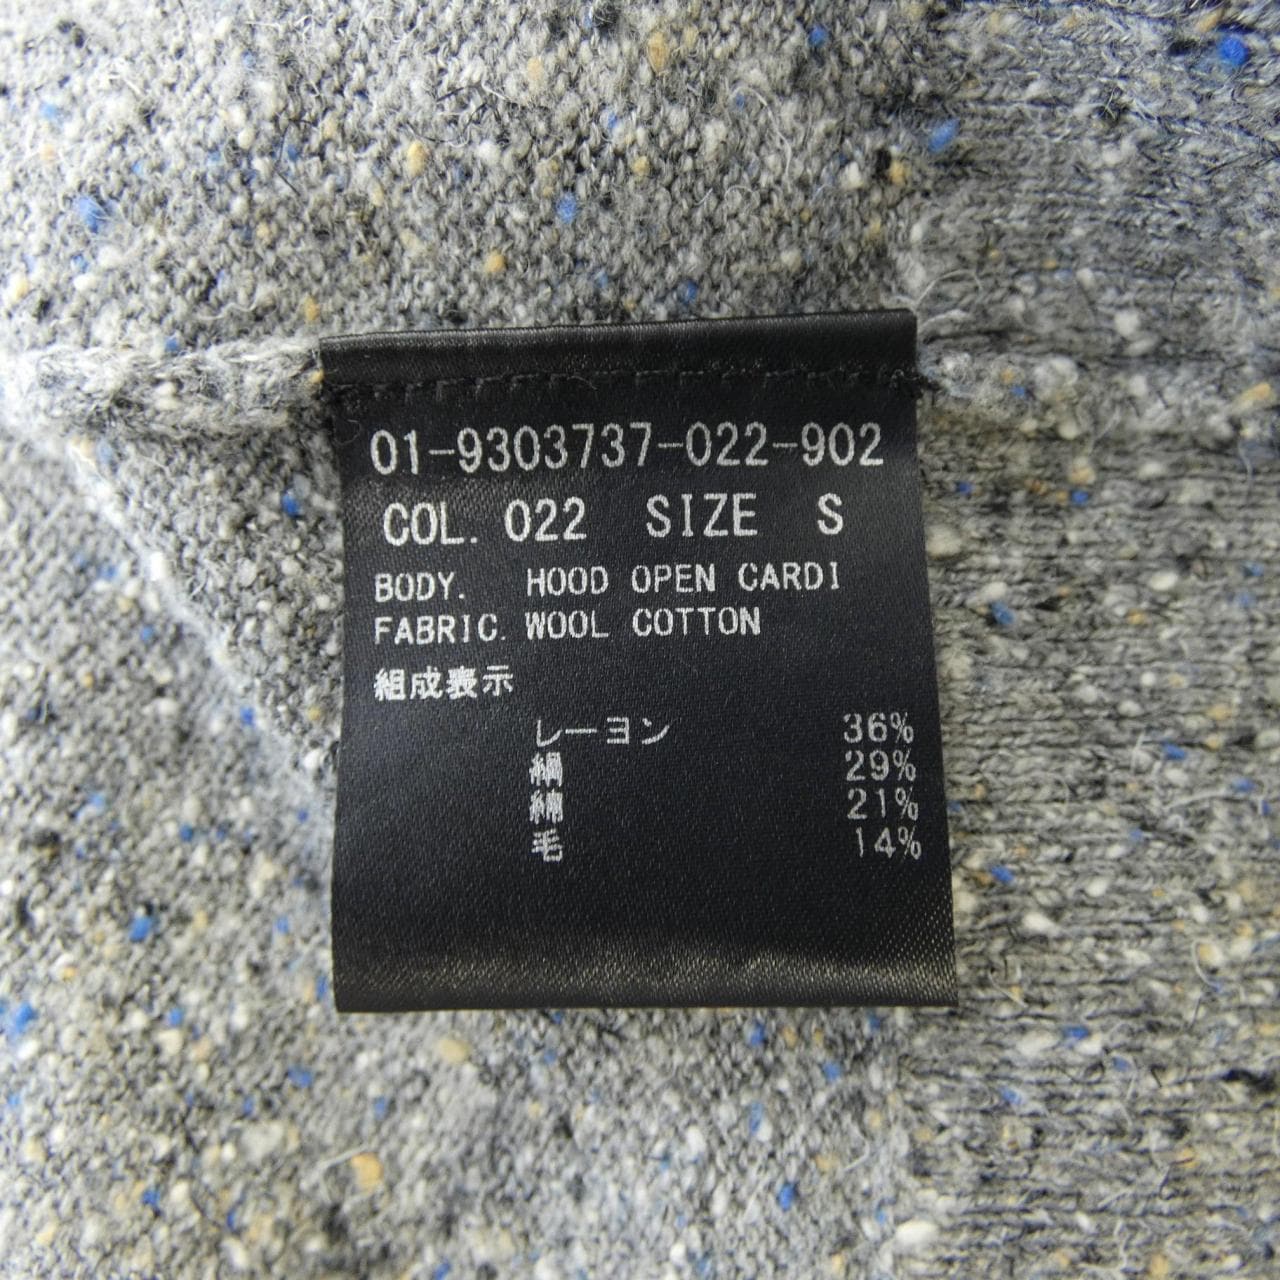 01-9303737-022-902
COL. 022 SIZE S
BODY. HOOD OPEN CARDI
FABRIC. WOOL COTTON
組成表示
レーヨン 36%
絹 29%
綿 21%
毛 14%